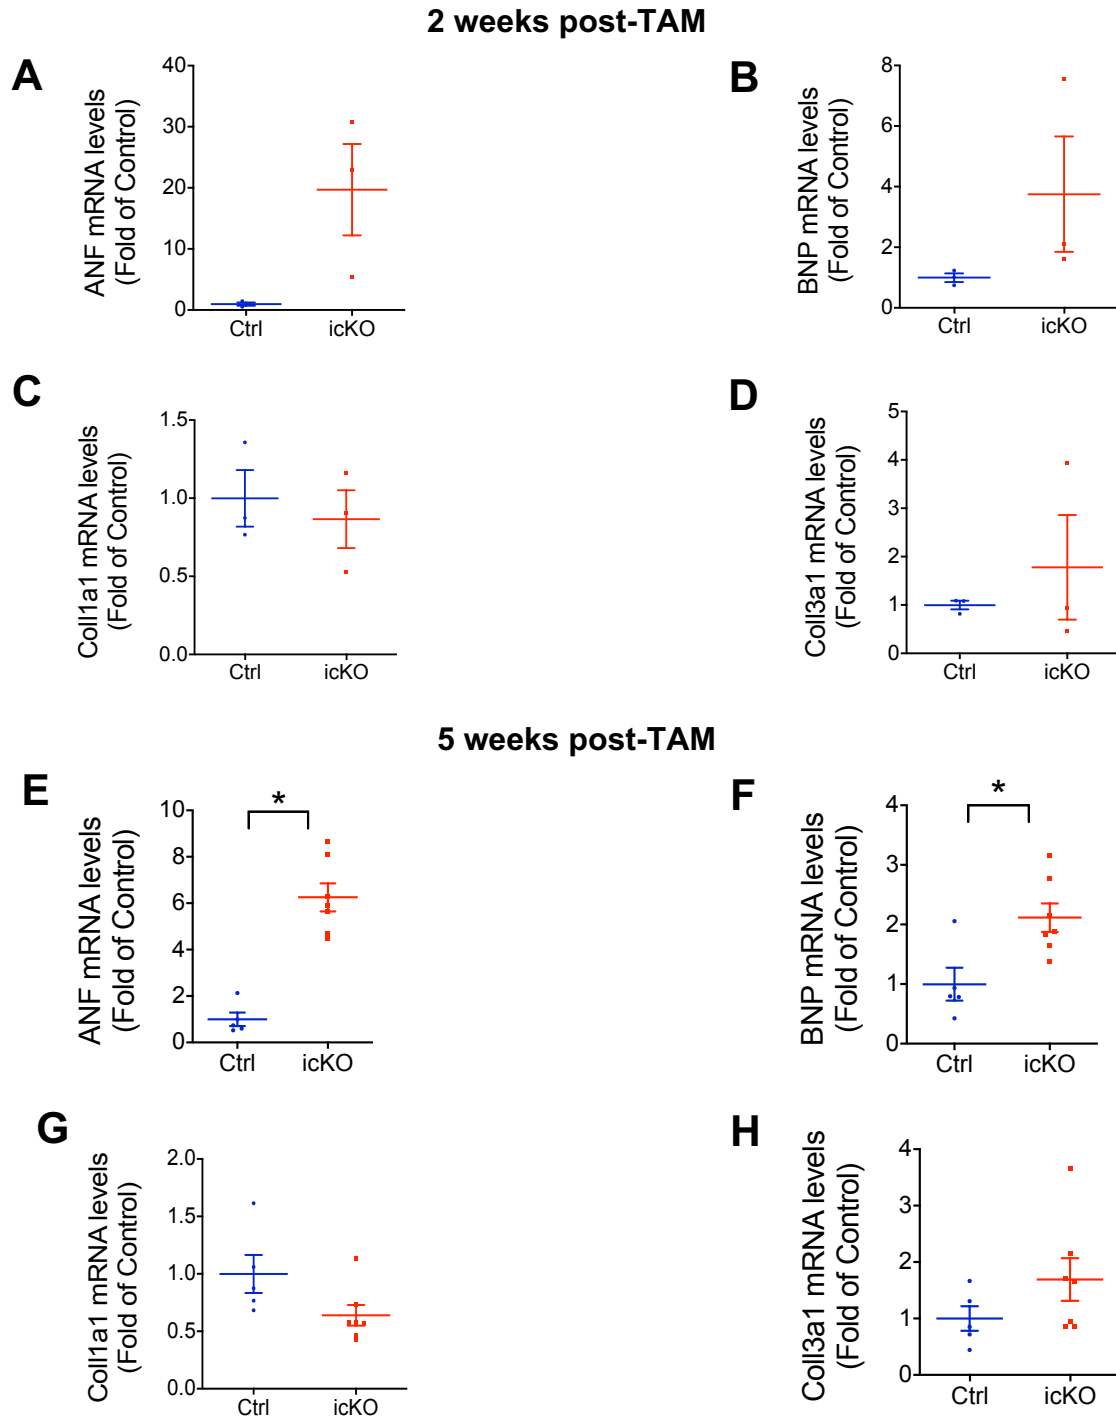 2 weeks post-TAM
A
ANF mRNA levels
(Fold of Control)
40
30
20
10
0
Ctrl
icKO
B
BNP mRNA levels
(Fold of Control)
8
6
4
2
0
Ctrl
icKO
C
Coll1a1 mRNA levels
(Fold of Control)
1.5
1.0
0.5
0.0
Ctrl
icKO
D
Coll3a1 mRNA levels
(Fold of Control)
5
4
3
2
1
0
Ctrl
icKO
5 weeks post-TAM
E
ANF mRNA levels
(Fold of Control)
10
8
6
4
2
0
*
Ctrl
icKO
F
BNP mRNA levels
(Fold of Control)
4
3
2
1
0
*
Ctrl
icKO
G
Coll1a1 mRNA levels
(Fold of Control)
2.0
1.5
1.0
0.5
0.0
Ctrl
icKO
H
Coll3a1 mRNA levels
(Fold of Control)
4
3
2
1
0
Ctrl
icKO